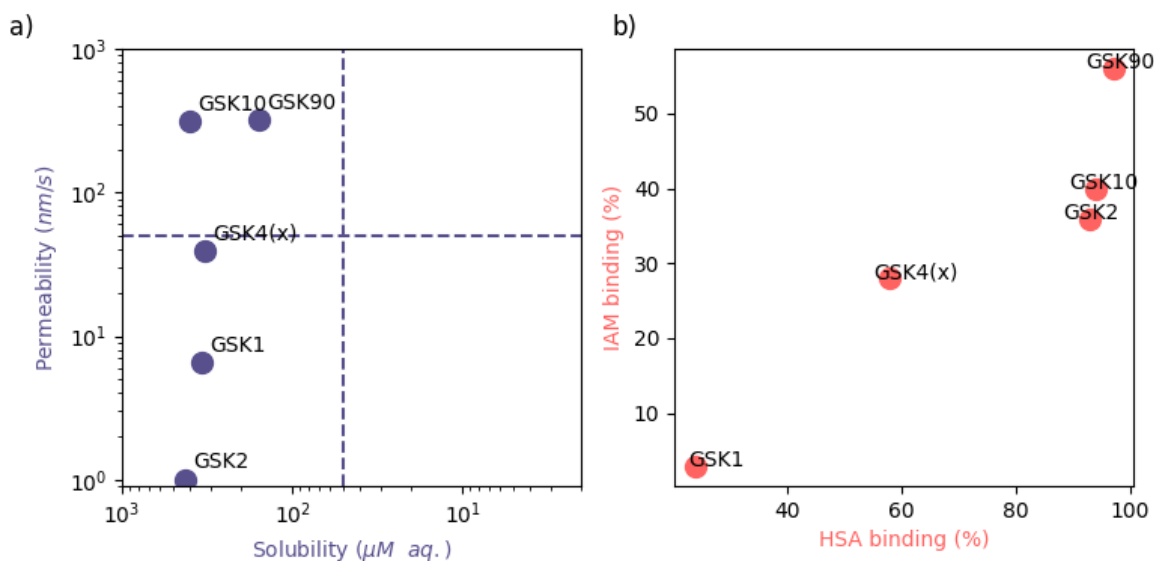 a)
10³
10²
10¹
10⁰
Permeability (nm/s)
GSK10
GSK90
GSK4(x)
GSK1
GSK2
10³
10²
10¹
Solubility (μM aq.)
b)
50
40
30
20
10
IAM binding (%)
GSK90
GSK10
GSK2
GSK4(x)
GSK1
40
60
80
100
HSA binding (%)